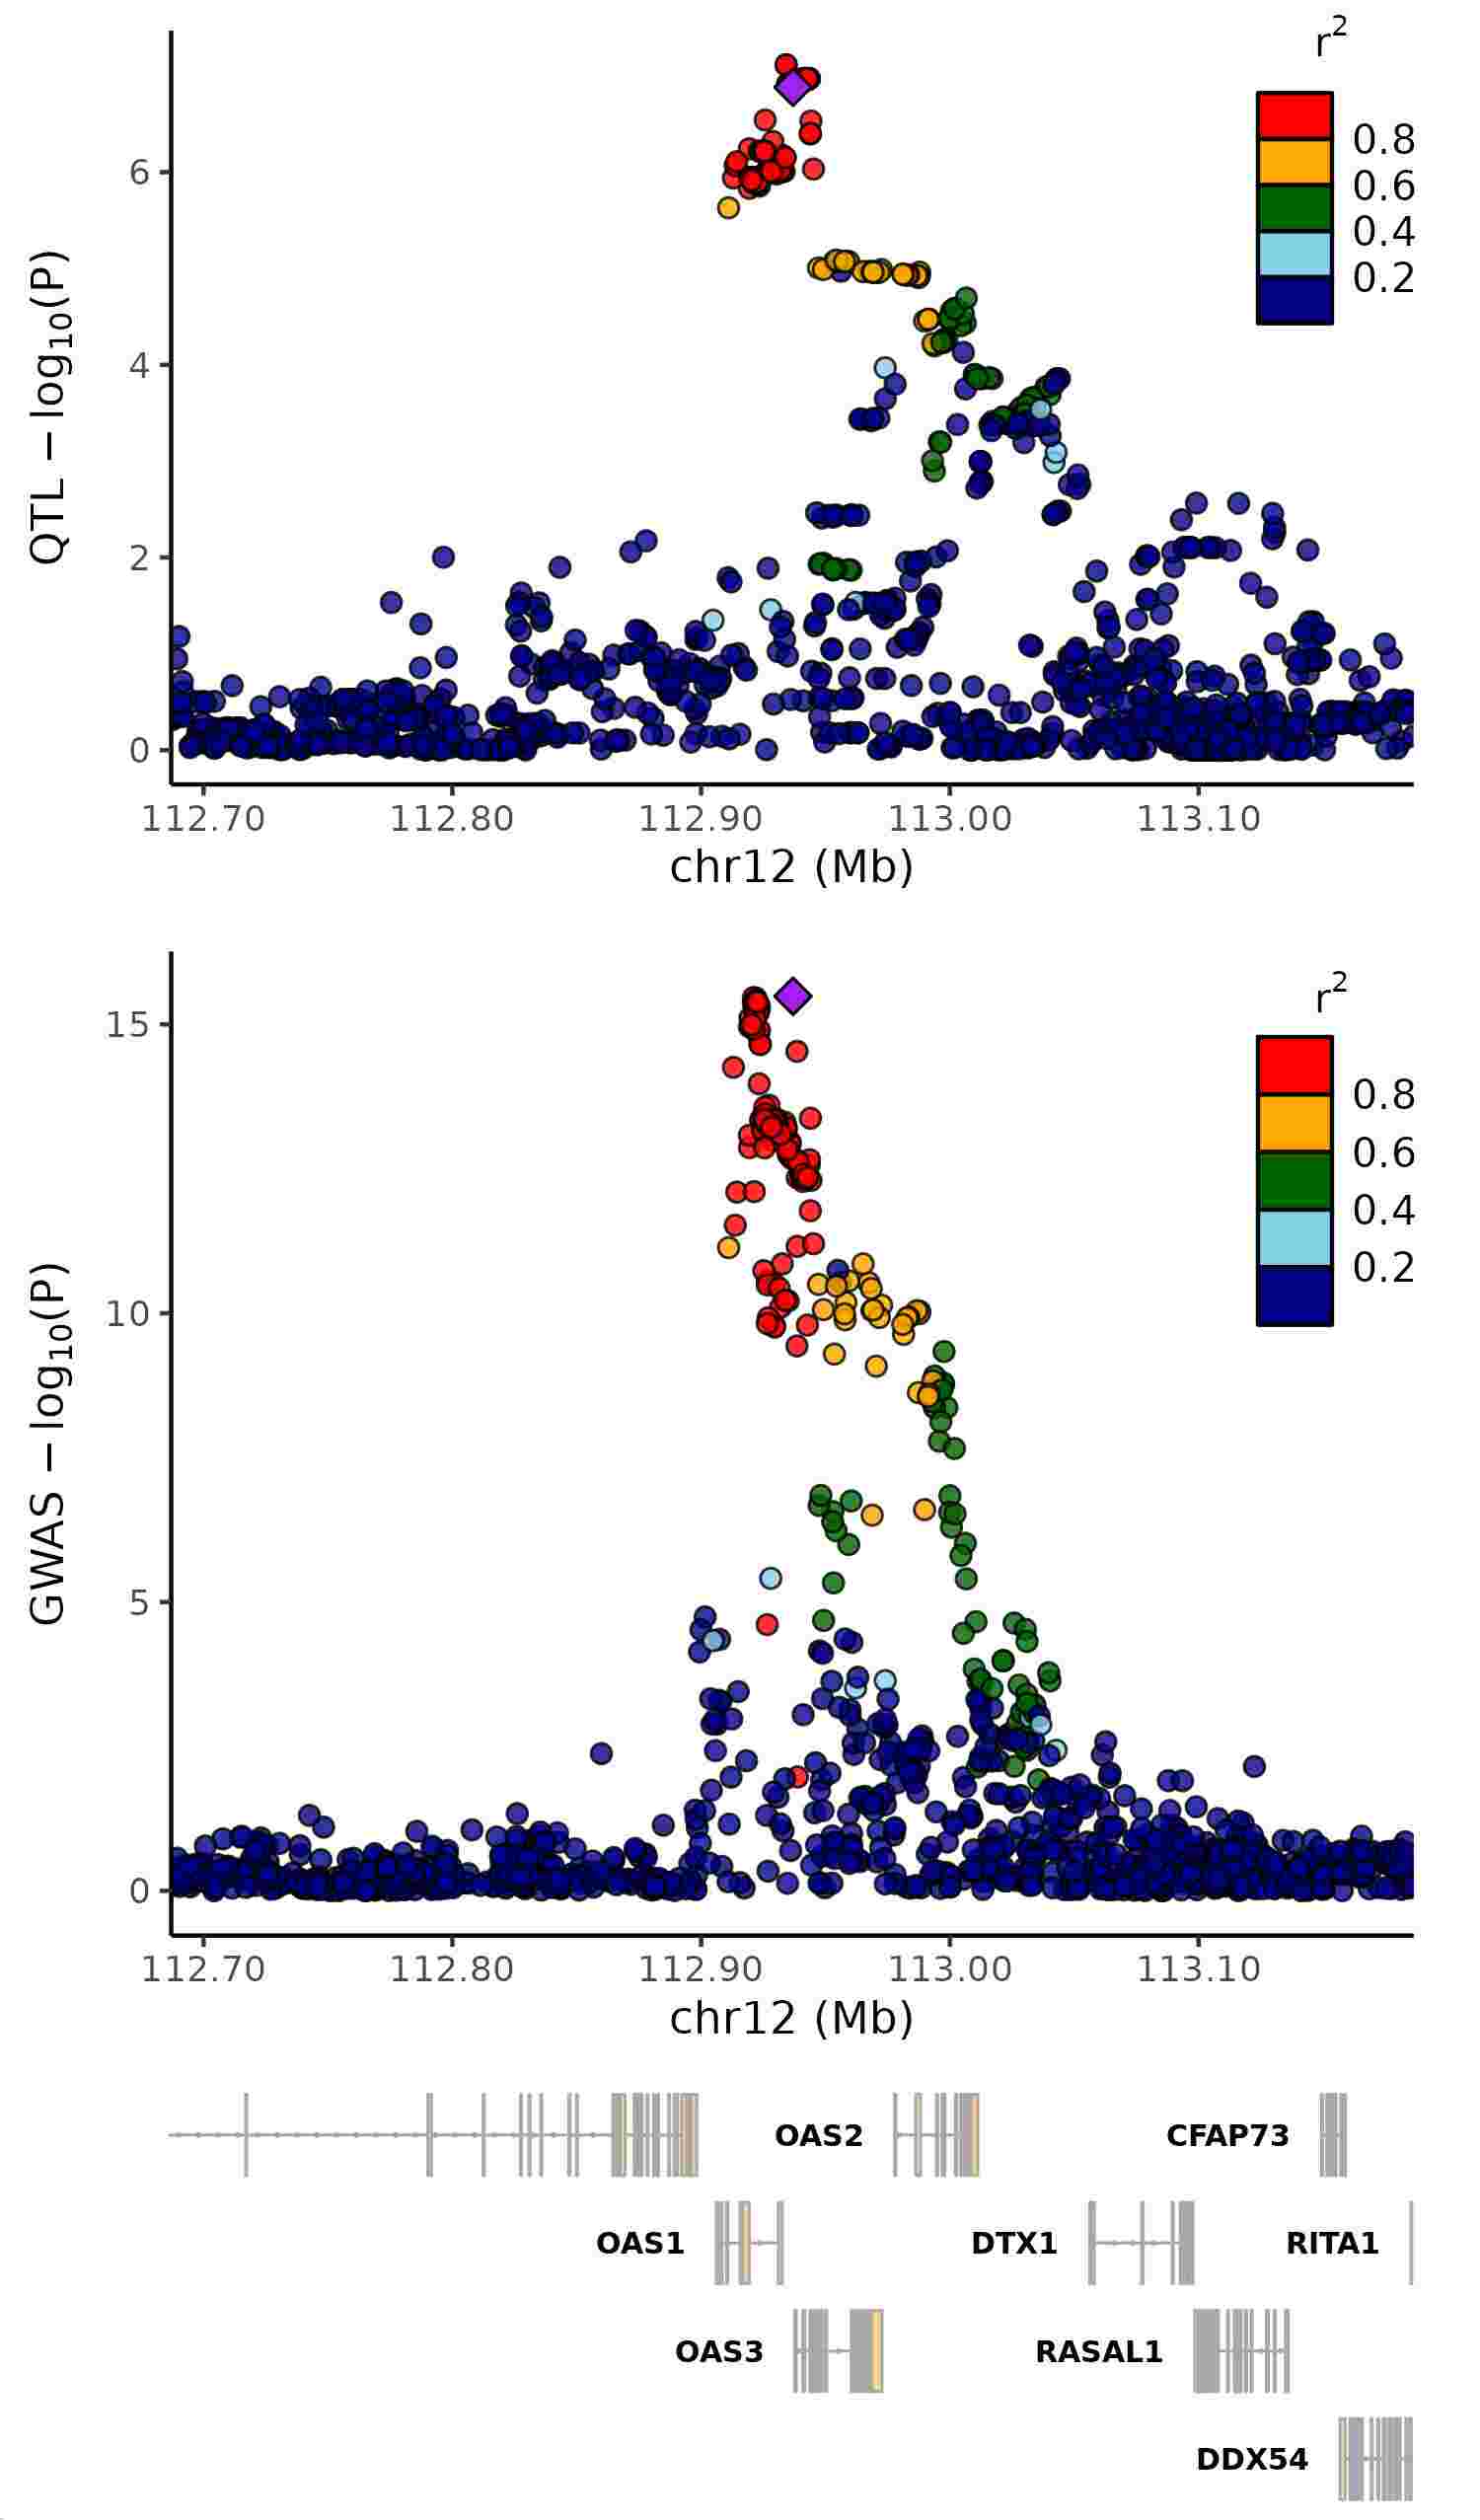 r2
0.8
0.6
0.4
0.2
QTL − log10(P)
6
4
2
0
112.70 112.80 112.90 113.00 113.10
chr12 (Mb)
r2
0.8
0.6
0.4
0.2
GWAS − log10(P)
15
10
5
0
112.70 112.80 112.90 113.00 113.10
chr12 (Mb)
OAS2 CFAP73
OAS1 DTX1 RITA1
OAS3 RASAL1
DDX54